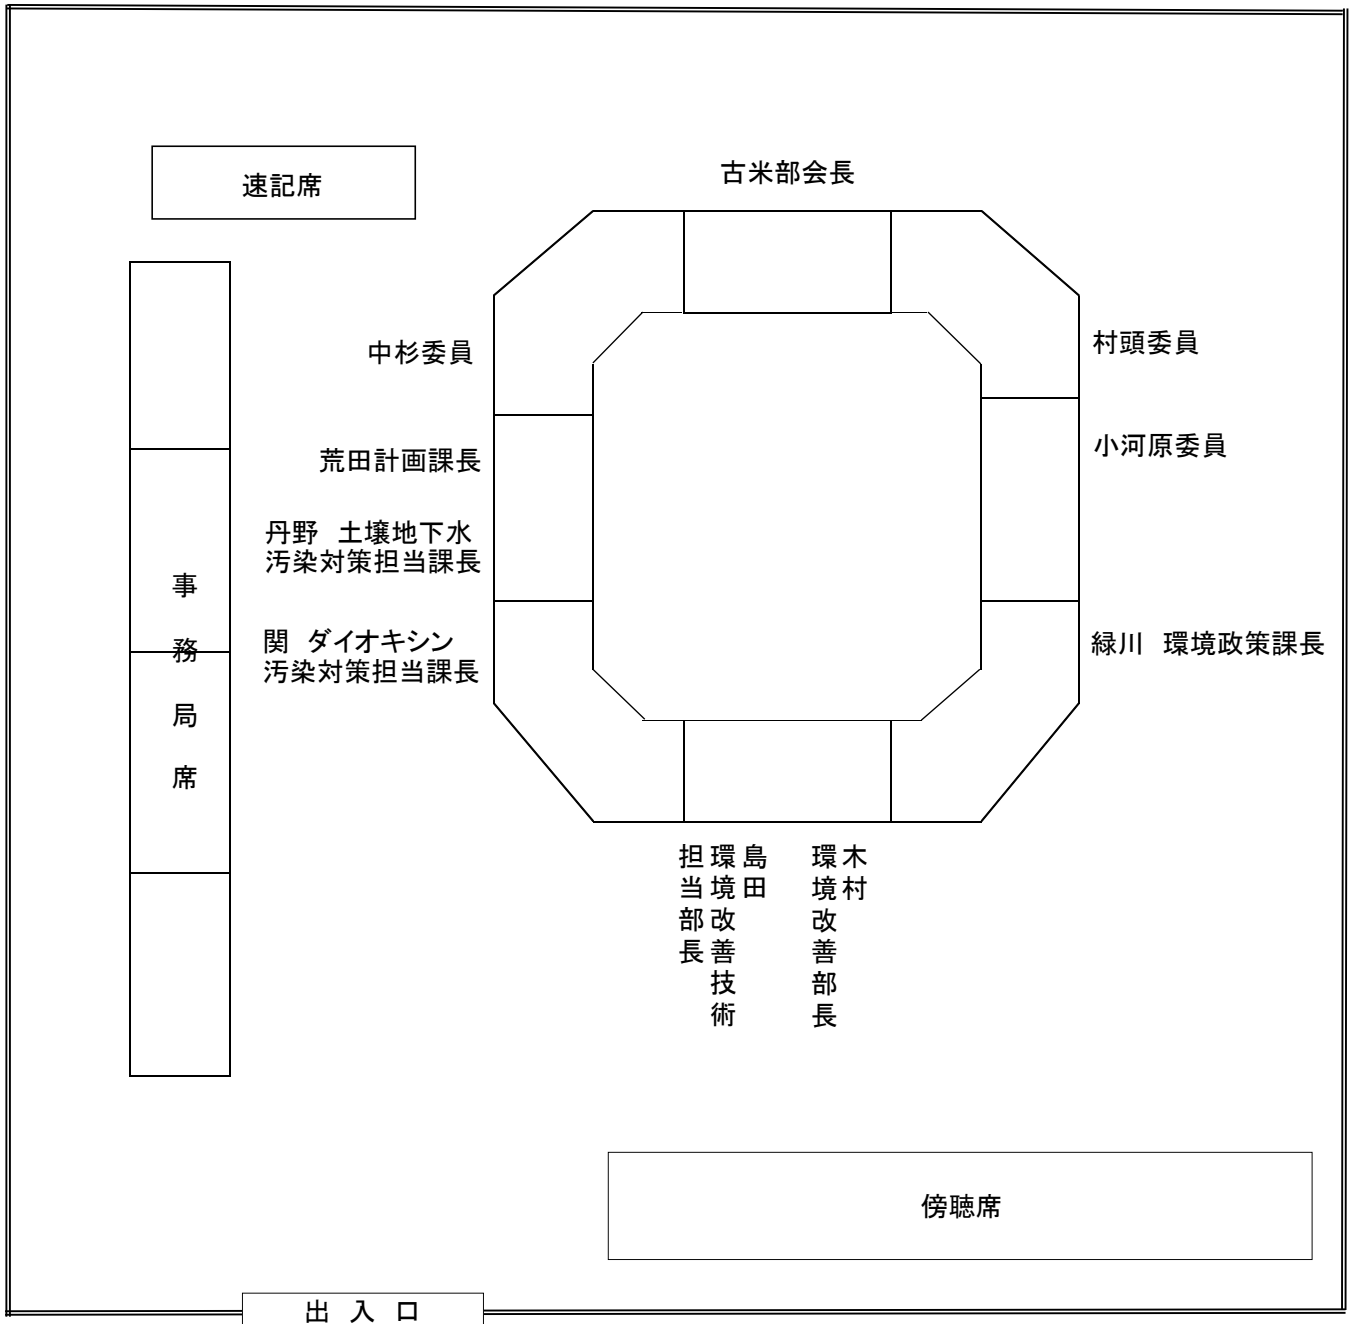 速記席
古米部会長
中杉委員
村頭委員
荒田計画課長
小河原委員
丹野　土壌地下水
汚染対策担当課長
関　ダイオキシン
汚染対策担当課長
緑川　環境政策課長
事務局席
木村
環境改善部長
島田
環境改善技術
担当部長
傍聴席
出　入　口